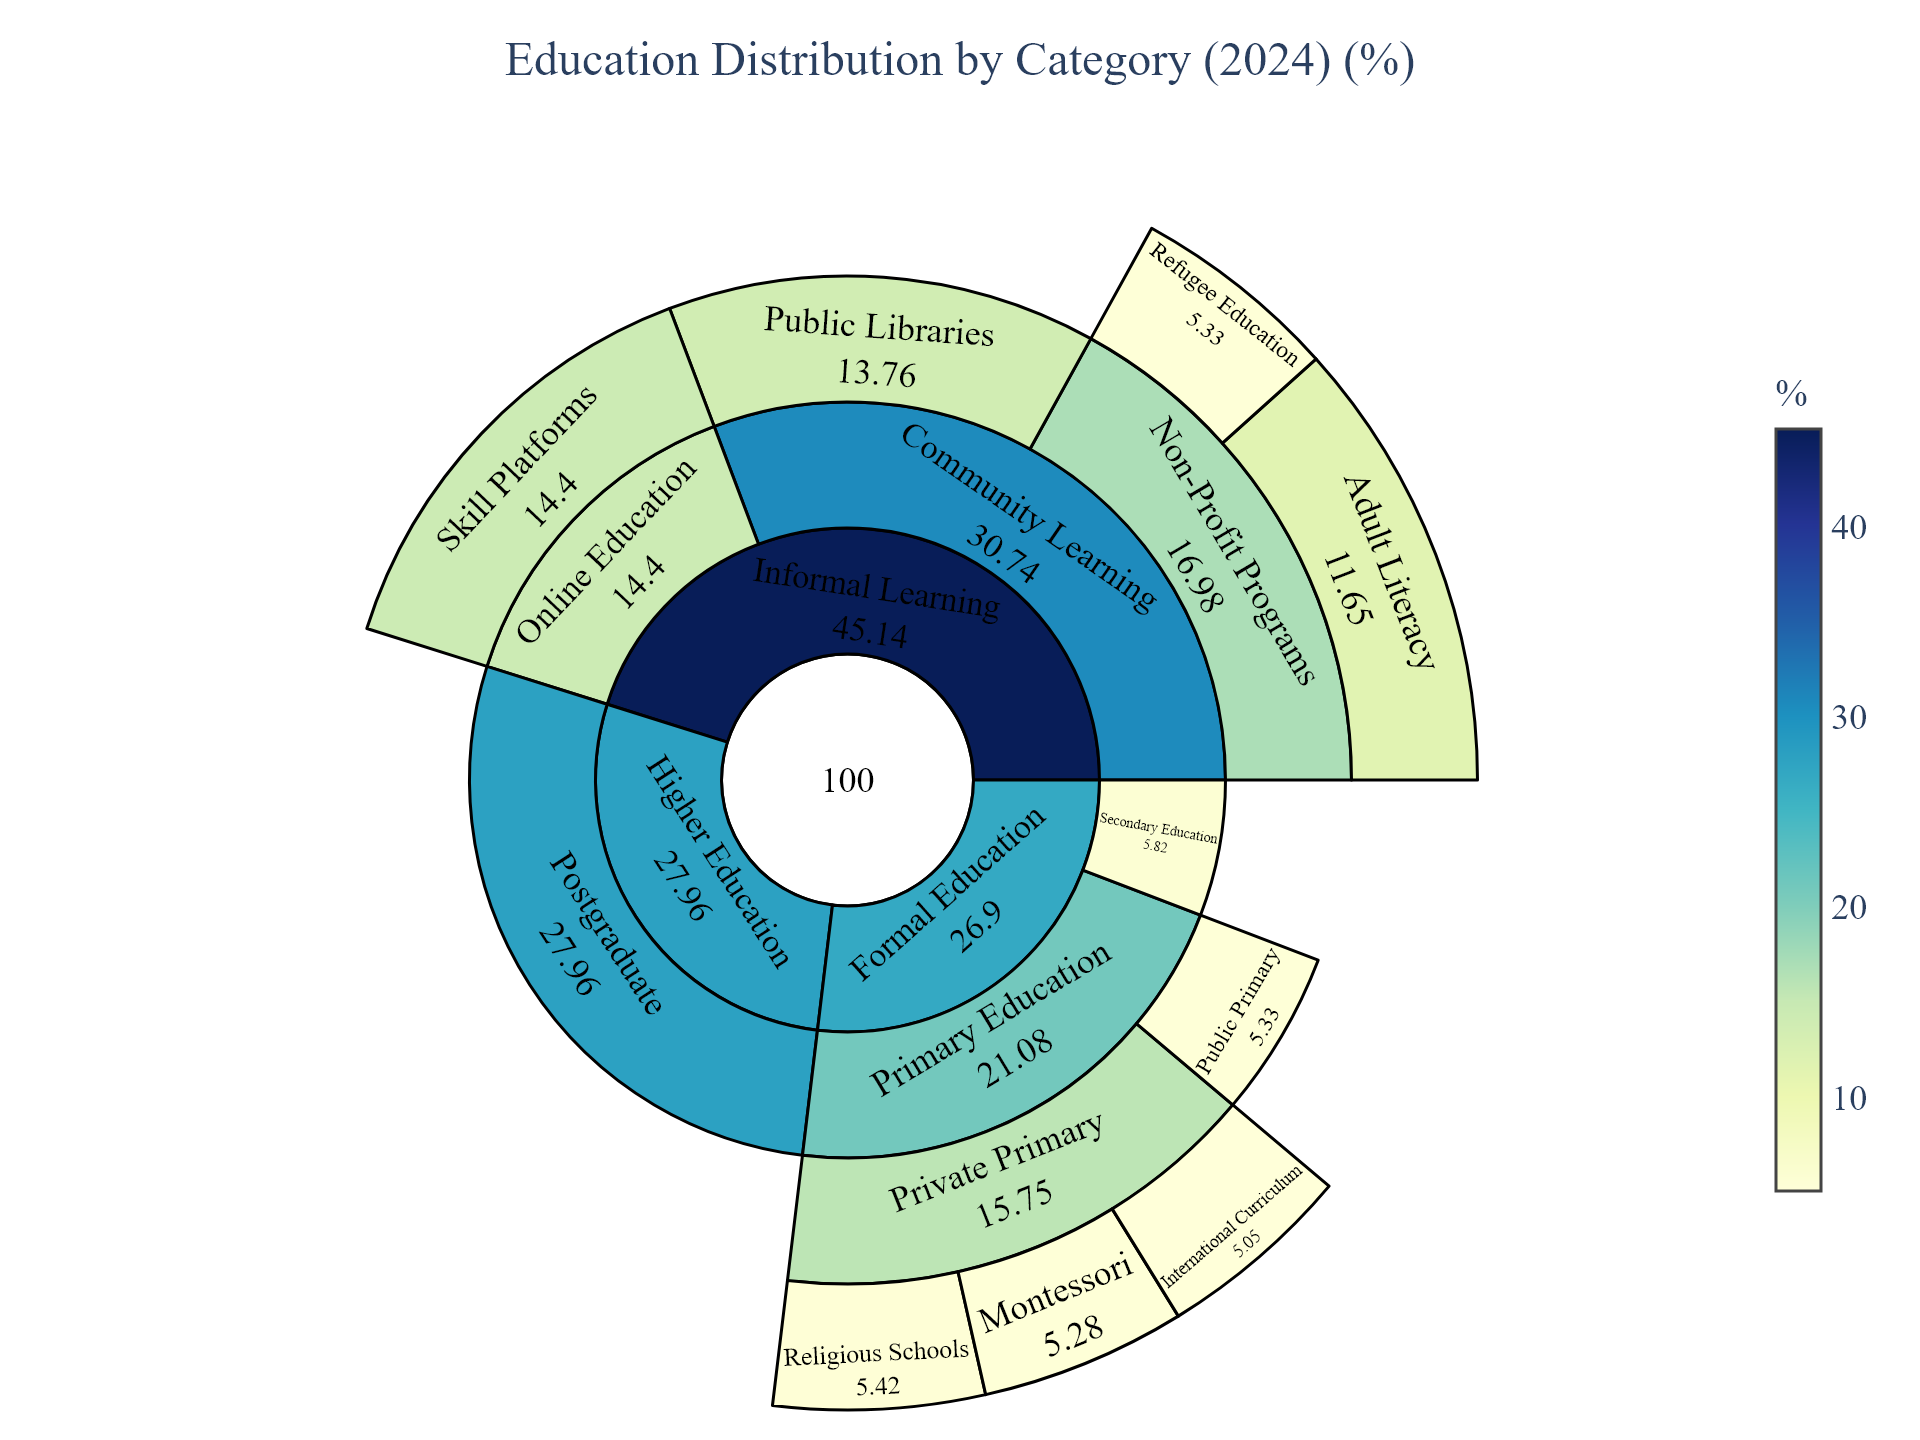 Education Distribution by Category (2024) (%)
Refugee Education
5.33
Public Libraries
13.76
Skill Platforms
14.4
Community Learning
30.74
Non-Profit Programs
16.98
Adult Literacy
11.65
Online Education
14.4
Informal Learning
45.14
100
Higher Education
27.96
Postgraduate
27.96
Formal Education
26.9
Secondary Education
5.82
Primary Education
21.08
Public Primary
5.33
Private Primary
15.75
International Curriculum
5.05
Montessori
5.28
Religious Schools
5.42
%
40
30
20
10